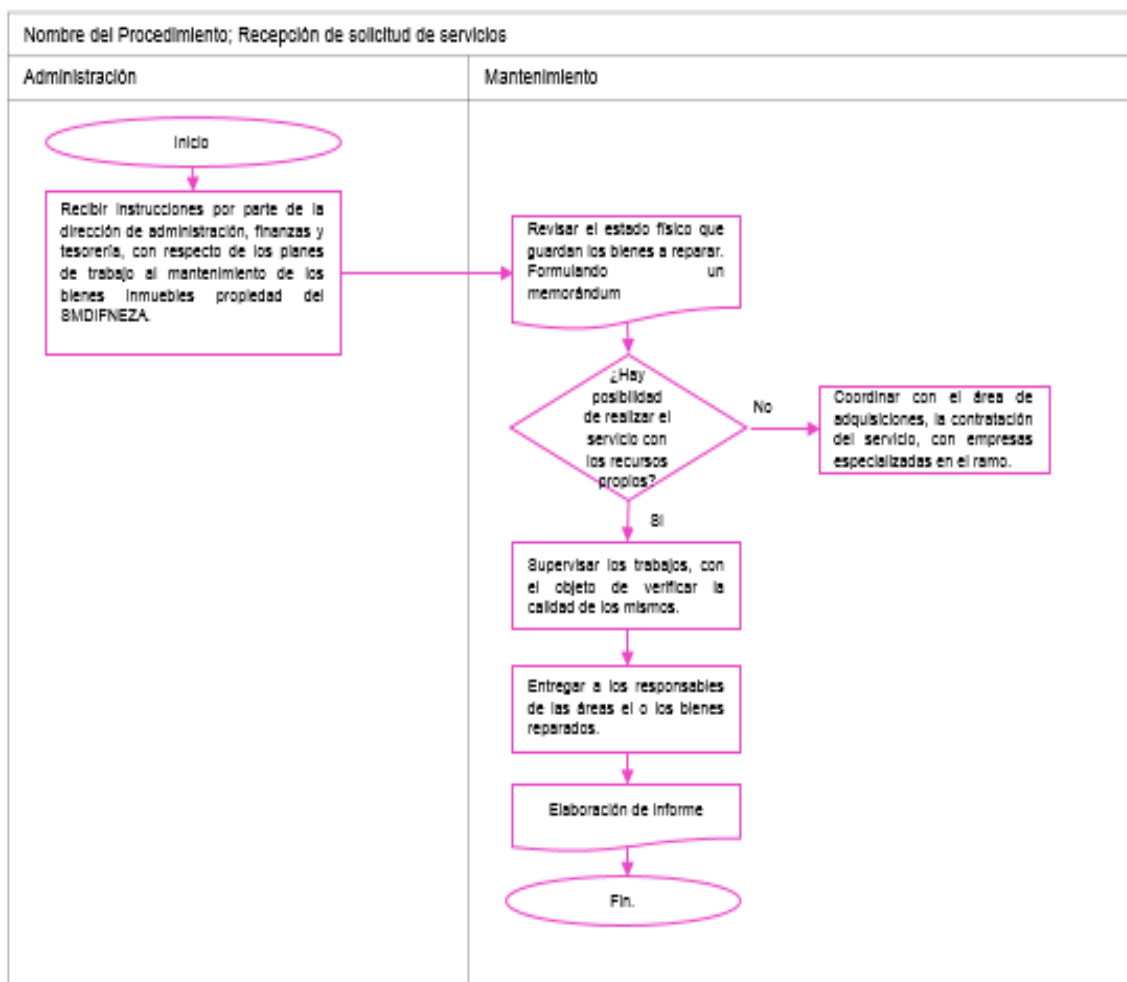 Nombre del Procedimiento; Recepción de solicitud de servicios
Administración
Mantenimiento
Inicio
Recibir instrucciones por parte de la
dirección de administración, finanzas y
tesorería, con respecto de los planes
de trabajo al mantenimiento de los
bienes inmuebles propiedad del
SMDIFNEZA.
Revisar el estado físico que
guardan los bienes a reparar.
Formulando un
memorándum
¿Hay
posibilidad
de realizar el
servicio con
los recursos
propios?
No
Coordinar con el área de
adquisiciones, la contratación
del servicio, con empresas
especializadas en el ramo.
Si
Supervisar los trabajos, con
el objeto de verificar la
calidad de los mismos.
Entregar a los responsables
de las áreas el o los bienes
reparados.
Elaboración de informe
Fin.